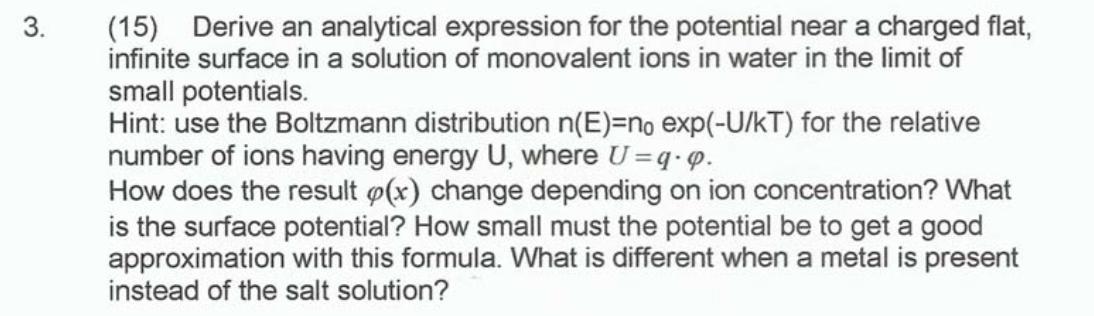 3. (15) Derive an analytical expression for the potential near a charged flat,
infinite surface in a solution of monovalent ions in water in the limit of
small potentials.
Hint: use the Boltzmann distribution n(E)=n₀ exp(-U/kT) for the relative
number of ions having energy U, where U = q · φ.
How does the result φ(x) change depending on ion concentration? What
is the surface potential? How small must the potential be to get a good
approximation with this formula. What is different when a metal is present
instead of the salt solution?